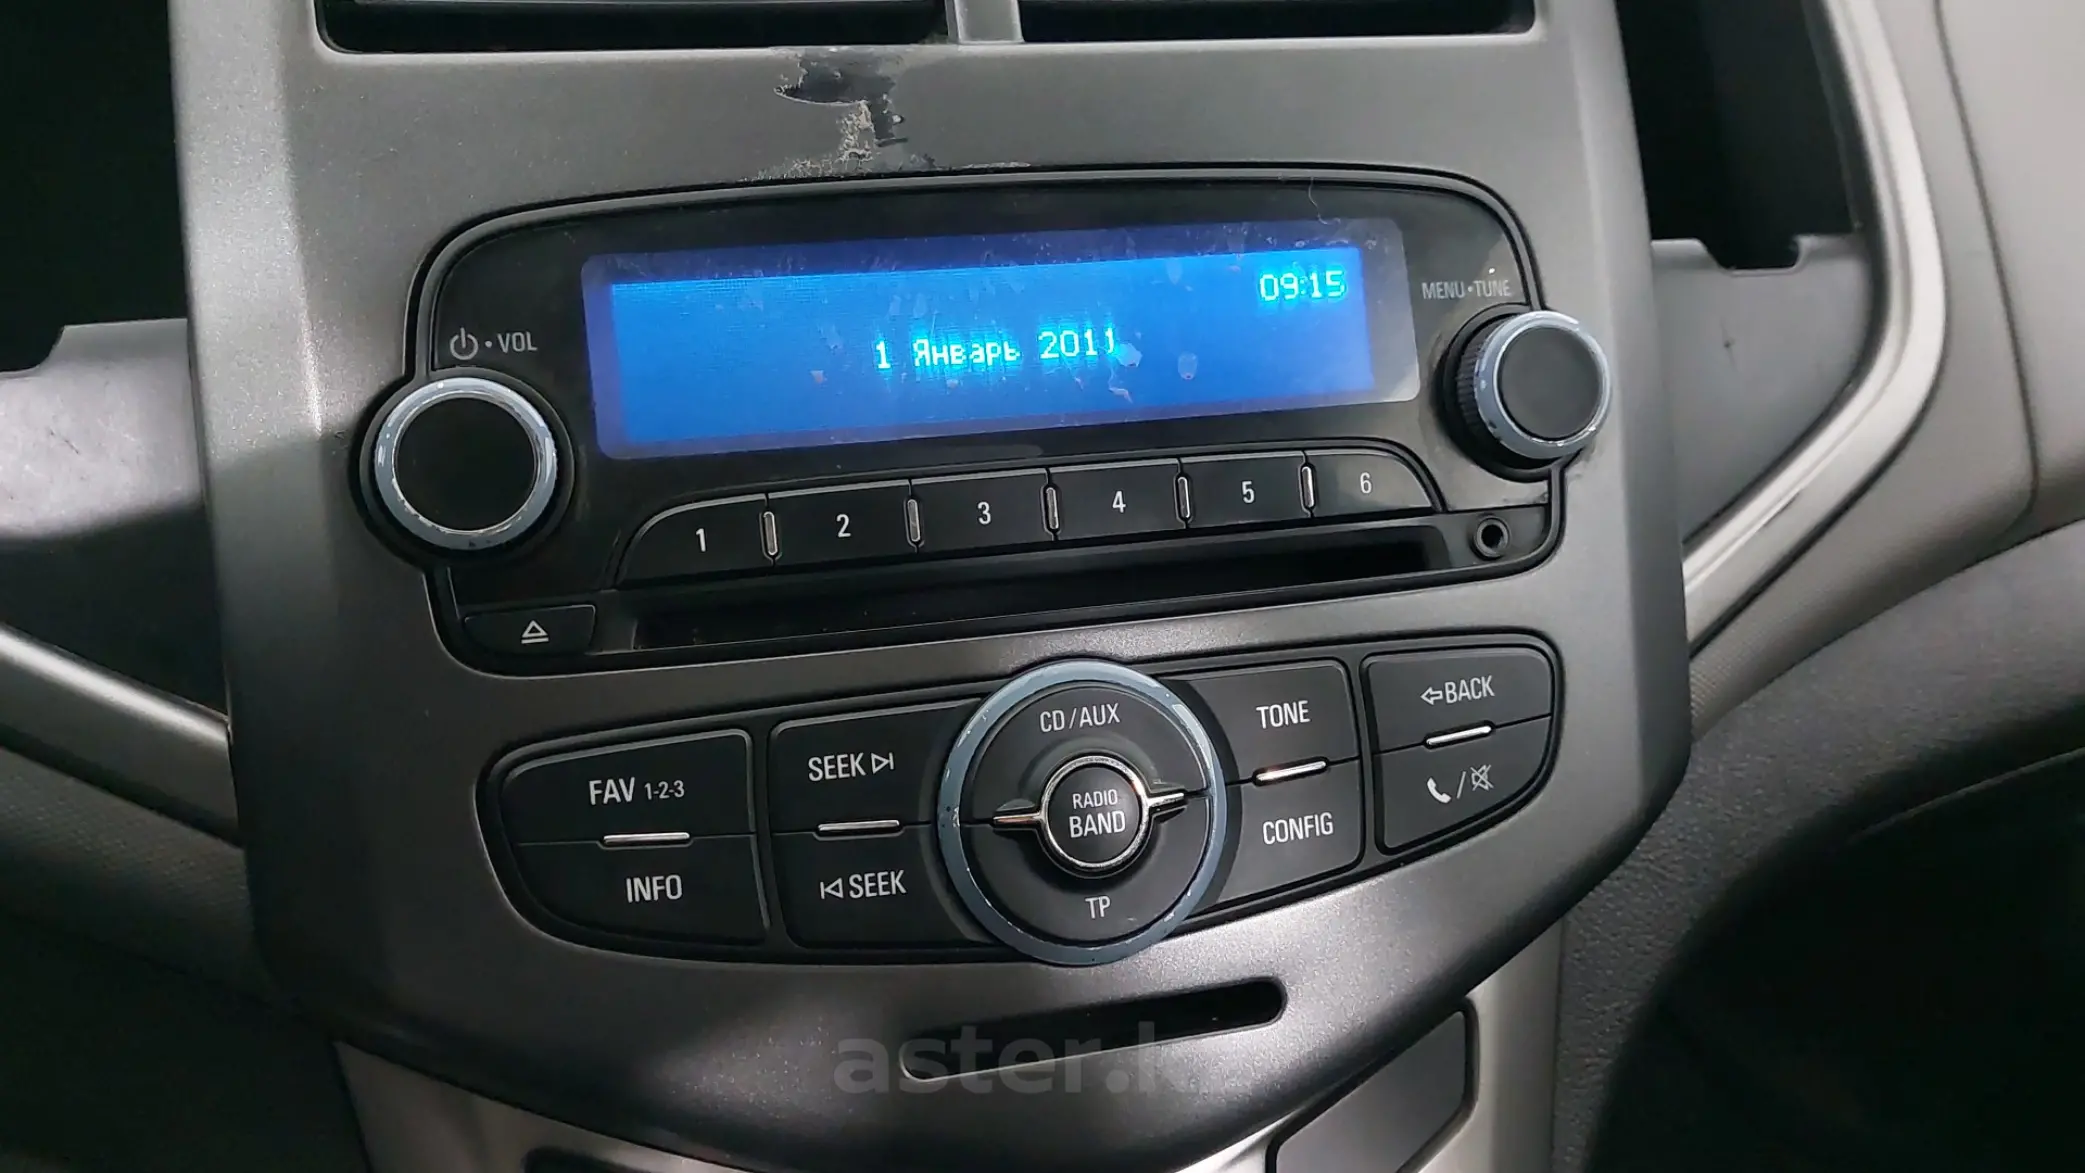 09:15
MENU • TUNE
• VOL
1 Январь 2011
1 2 3 4 5 6
BACK
TONE
CD / AUX
SEEK
FAV 1-2-3
RADIO
BAND
CONFIG
SEEK
INFO
TP
aster.k